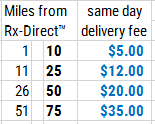 Miles from same day
Rx-Direct™ delivery fee
1 10 $5.00
11 25 $12.00
26 50 $20.00
51 75 $35.00